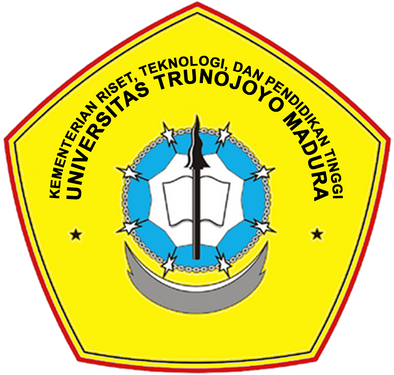 KEMENTERIAN RISET, TEKNOLOGI, DAN PENDIDIKAN TINGGI
UNIVERSITAS TRUNOJOYO MADURA